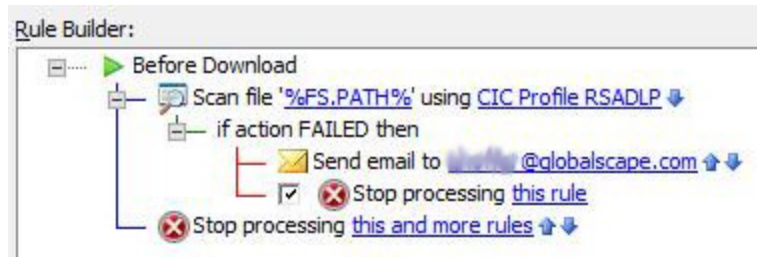 Rule Builder:
Before Download
Scan file '%FS.PATH%' using CIC Profile RSADLP
if action FAILED then
Send email to @globalscape.com
Stop processing this rule
Stop processing this and more rules